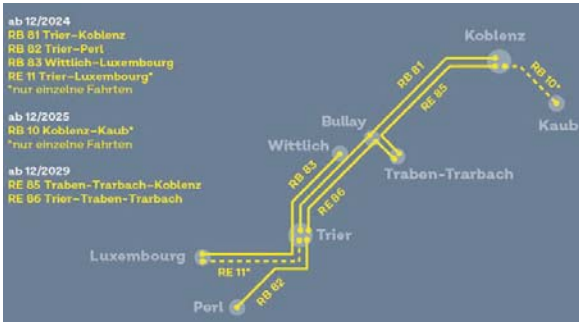 ab 12/2024
RB 81 Trier–Koblenz
RB 82 Trier–Perl
RB 83 Wittlich–Luxembourg
RE 11 Trier–Luxembourg*
*nur einzelne Fahrten
ab 12/2025
RB 10 Koblenz–Kaub*
*nur einzelne Fahrten
ab 12/2029
RE 85 Traben-Trarbach–Koblenz
RE 86 Trier–Traben-Trarbach
Koblenz
RB 81
RE 85
RB 10*
Kaub
Bullay
Wittlich
Traben-Trarbach
RB 83
RE 86
Trier
Luxembourg
RE 11*
RB 82
Perl